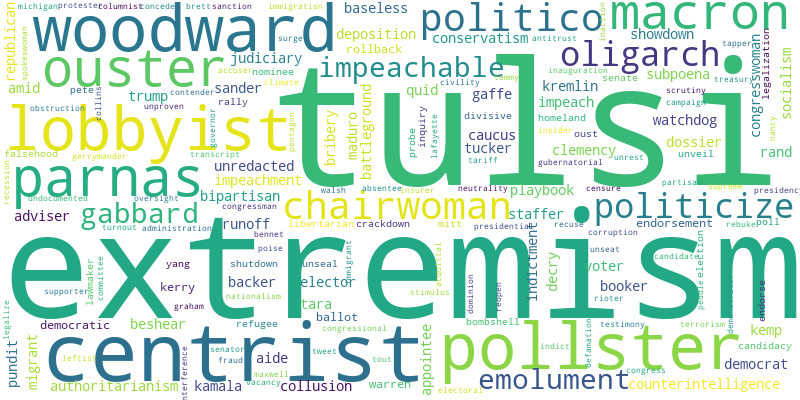 michigan
protester
columnist
concede
brett
sanction
immigration
baseless
politico
inaction
macron
republican
spokeswoman
woodward
surge
deposition
rollback
conservatism
antitrust
showdown
tapper
legalization
congresswoman
ouster
accuse
nominee
judiciary
impeachable
oligarch
inauguration
senate
subpoena
treasury
socialism
amid
pete
collins
trump
contender
sander
climate
tulsi
quid
civility
tummy
gaffe
kremlin
impeach
scrutiny
campaign
watchdog
obstruction
unproven
rally
governor
pentagon
bribery
maduro
battleground
probe
inquiry
lafayette
divisive
caucus
tucker
homeland
insider
oust
clemency
dossier
nancy
lobbyist
falsehood
gerrymander
transcript
unredacted
tariff
gubernatorial
unrest
unveil
rand
recession
parnas
undocumented
oversight
impeachment
bipartisan
congressman
walsh
absentee
insurer
neutrality
playbook
censure
partisan
supreme
presidency
adviser
gabbard
turnout
administration
runoff
bennet
chairwoman
libertarian
crackdown
mitt
presidential
staffer
recuse
politicize
endorsement
corruption
rebuke
poll
extremism
poise
yang
kerry
graham
shutdown
backer
nationalism
unseal
elector
immigrant
acquittal
stimulus
dominion
reopen
indictment
decry
unseat
voter
booker
rioter
candidate
people
election
endorse
lawmaker
committee
supporter
legalize
democratic
beshear
refugee
tara
ballot
congressional
bombshell
defamation
testimony
terrorism
kemp
pundit
migrant
leftist
centrist
senator
fraud
interference
aide
tweet
tout
appointee
pollster
indict
candidacy
congress
democrat
authoritarianism
kamala
vacancy
maxwell
collusion
warren
electoral
emolument
counterintelligence